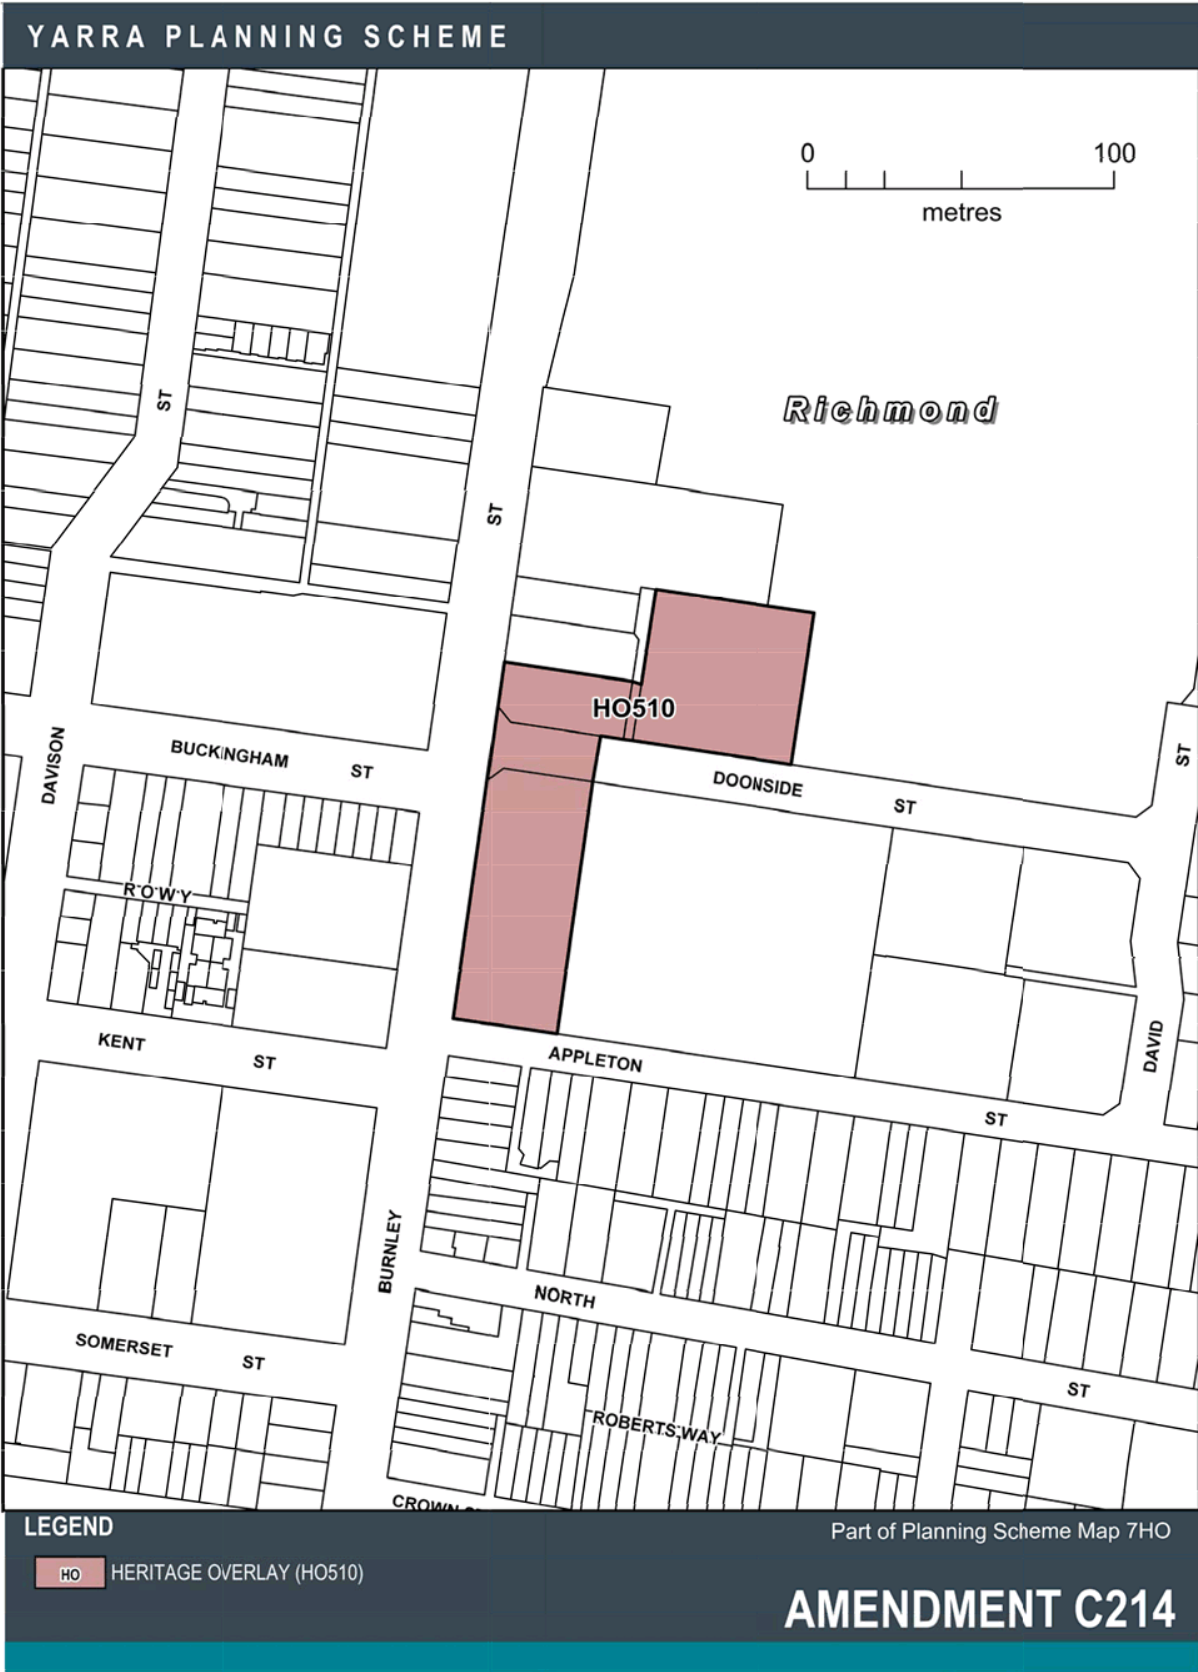 YARRA PLANNING SCHEME
0 100
metres
Richmond
ST
ST
HO510
ST
DAVISON
BUCKINGHAM ST
DOONSIDE ST
ROWY
DAVID
KENT ST
APPLETON ST
BURNLEY
NORTH ST
SOMERSET ST
ROBERTS WAY
CROWN
LEGEND
Part of Planning Scheme Map 7HO
HO HERITAGE OVERLAY (HO510)
AMENDMENT C214